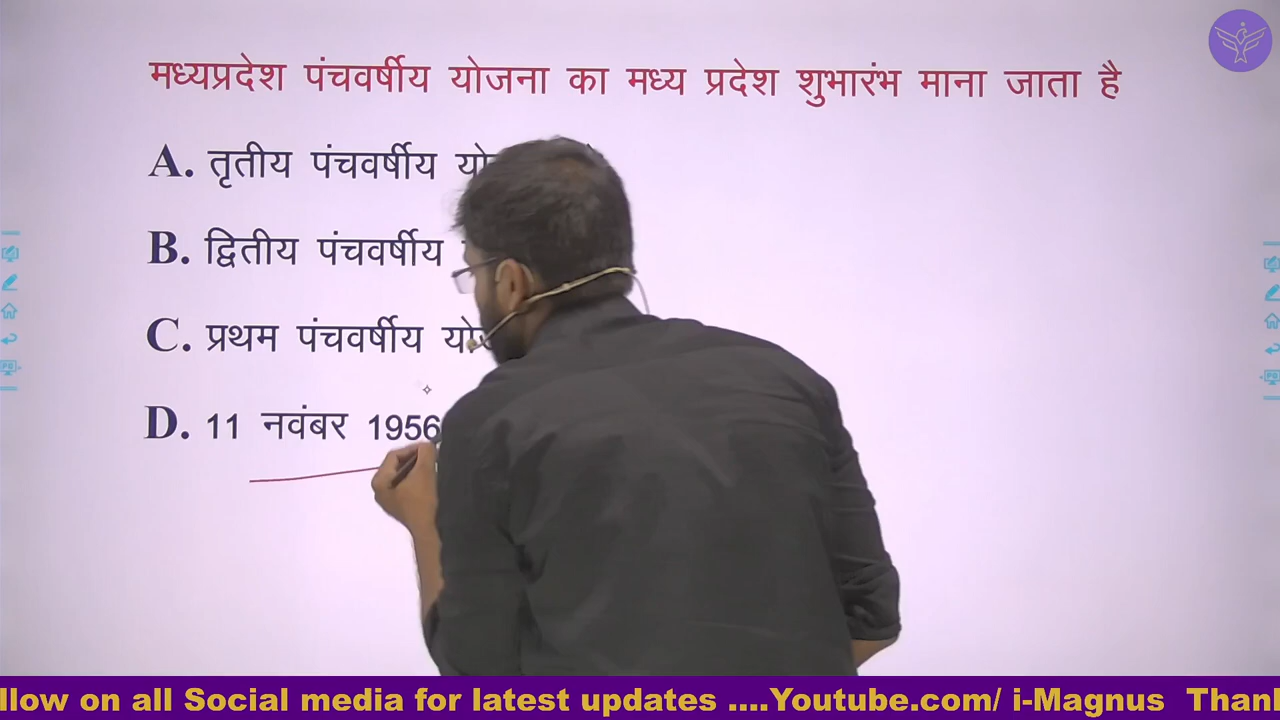 मध्यप्रदेश पंचवर्षीय योजना का मध्य प्रदेश शुभारंभ माना जाता है
A. तृतीय पंचवर्षीय
B. द्वितीय पंचवर्षीय
C. प्रथम पंचवर्षीय
D. 11 नवंबर 1956
llow on all Social media for latest updates ....Youtube.com/ i-Magnus Than